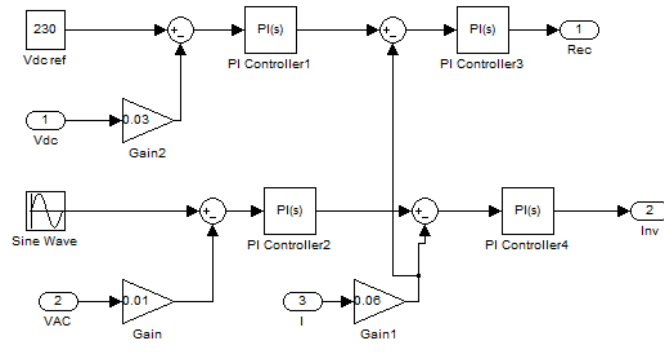 230
Vdc ref
PI(s)
PI Controller1
PI(s)
PI Controller3
1
Rec
1
Vdc
0.03
Gain2
Sine Wave
PI(s)
PI Controller2
PI(s)
PI Controller4
2
Inv
2
VAC
0.01
Gain
3
I
0.06
Gain1